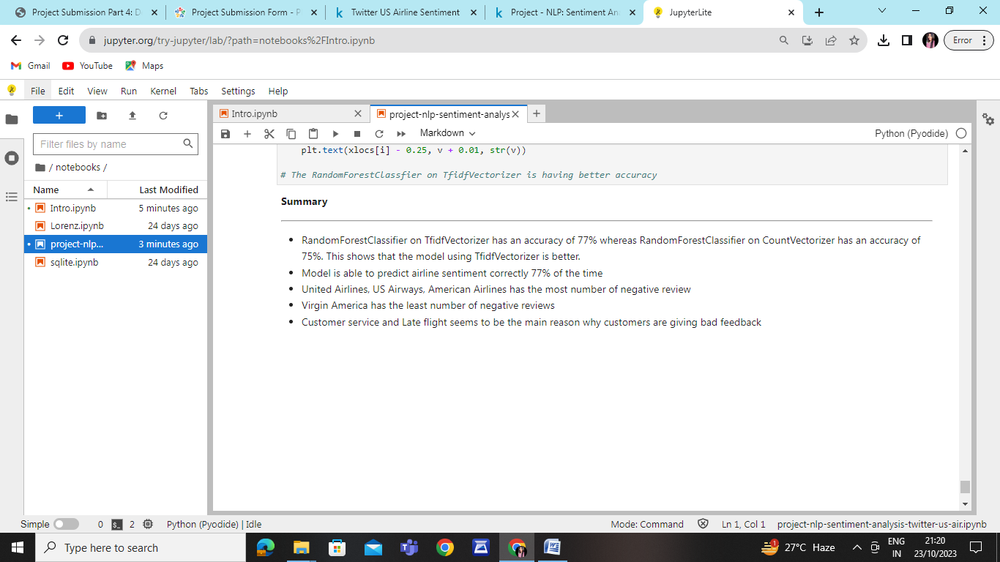 Project Submission Part 4: D
Project Submission Form - P
Twitter US Airline Sentiment
Project - NLP: Sentiment An
JupyterLite
jupyter.org/try-jupyter/lab/?path=notebooks%2FIntro.ipynb
Error
Gmail
YouTube
Maps
File
Edit
View
Run
Kernel
Tabs
Settings
Help
Filter files by name
/ notebooks /
Name
Last Modified
Intro.ipynb
5 minutes ago
Lorenz.ipynb
24 days ago
project-nlp...
3 minutes ago
sqlite.ipynb
24 days ago
Intro.ipynb
project-nlp-sentiment-analys
Markdown
Python (Pyodide)
plt.text(xlocs[i] - 0.25, v + 0.01, str(v))
# The RandomForestClassfier on TfidfVectorizer is having better accuracy
Summary
• RandomForestClassifier on TfidfVectorizer has an accuracy of 77% whereas RandomForestClassifier on CountVectorizer has an accuracy of
75%. This shows that the model using TfidfVectorizer is better.
• Model is able to predict airline sentiment correctly 77% of the time
• United Airlines, US Airways, American Airlines has the most number of negative review
• Virgin America has the least number of negative reviews
• Customer service and Late flight seems to be the main reason why customers are giving bad feedback
Simple
0
2
Python (Pyodide) | Idle
Mode: Command
Ln 1, Col 1
project-nlp-sentiment-analysis-twitter-us-air.ipynb
Type here to search
1
27°C Haze
ENG
IN
21:20
23/10/2023